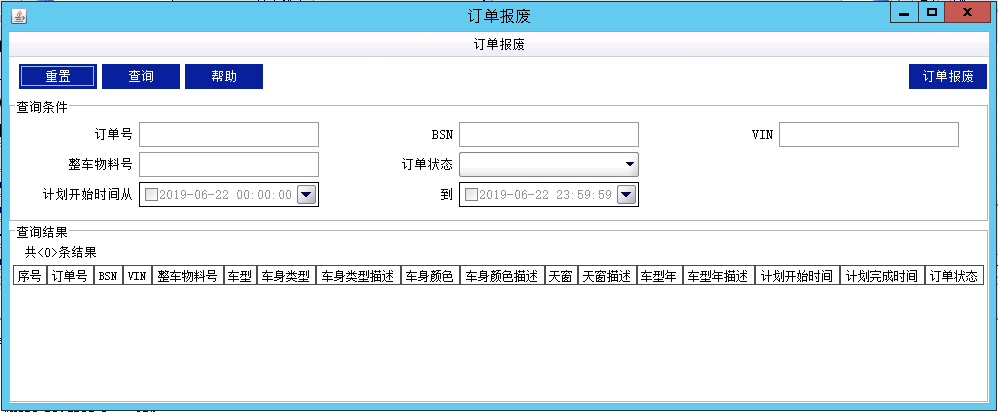 订单报废
订单报废
重置 查询 帮助 订单报废
查询条件
订单号 BSN VIN
整车物料号 订单状态
计划开始时间从 2019-06-22 00:00:00 到 2019-06-22 23:59:59
查询结果
共<0>条结果
序号 订单号 BSN VIN 整车物料号 车型 车身类型 车身类型描述 车身颜色 车身颜色描述 天窗 天窗描述 车型年 车型年描述 计划开始时间 计划完成时间 订单状态